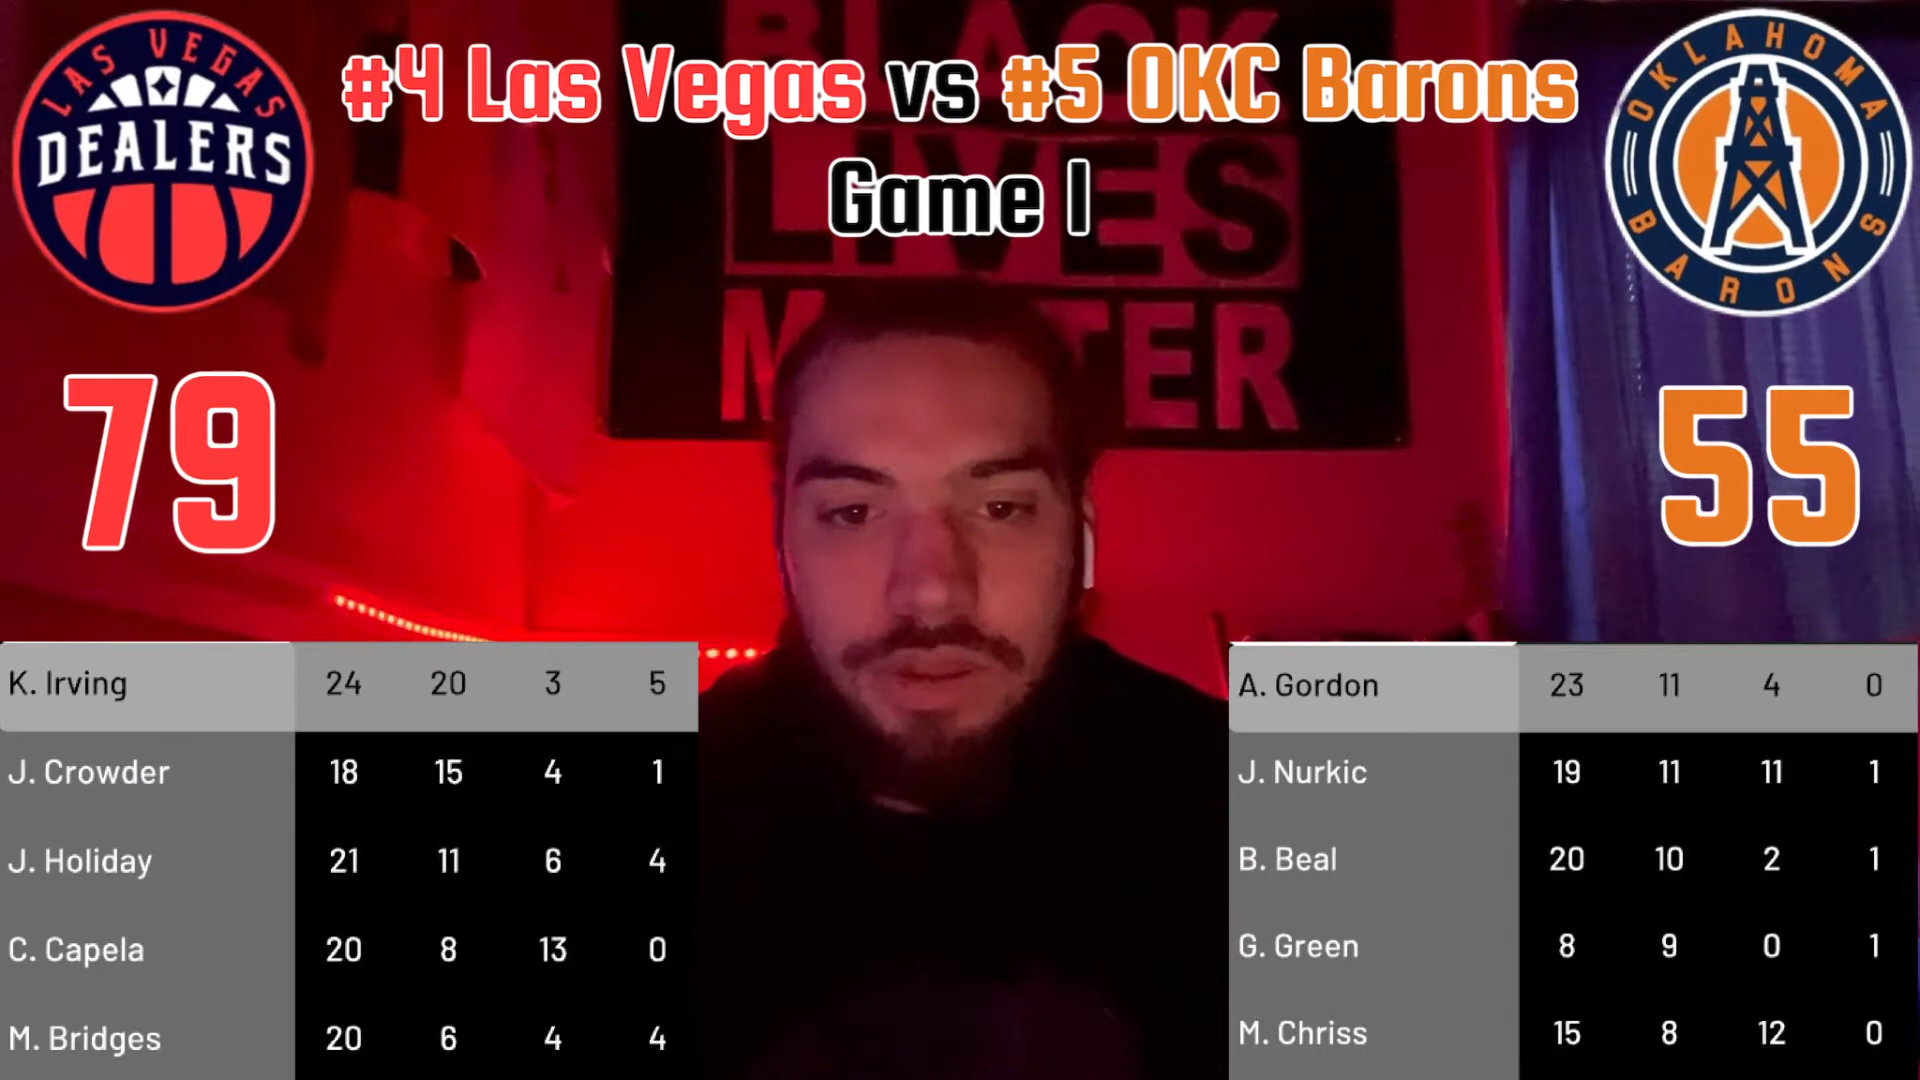 LAS VEGAS
DEALERS
#4 Las Vegas vs #5 OKC Barons
Game 1
OKLAHOMA
BARONS
BLACK
LIVES
MATTER
79
55
K. Irving 24 20 3 5
J. Crowder 18 15 4 1
J. Holiday 21 11 6 4
C. Capela 20 8 13 0
M. Bridges 20 6 4 4
A. Gordon 23 11 4 0
J. Nurkic 19 11 11 1
B. Beal 20 10 2 1
G. Green 8 9 0 1
M. Chriss 15 8 12 0